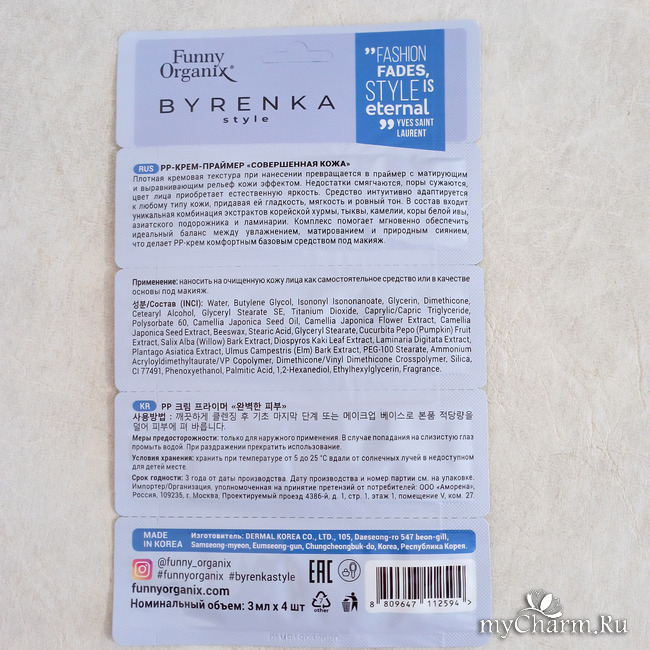 Funny
Organix®
BYRENKA
style
"FASHION
FADES,
STYLE IS
eternal
" YVES SAINT
LAURENT
RUS PP-КРЕМ-ПРАЙМЕР «СОВЕРШЕННАЯ КОЖА»
Плотная кремовая текстура при нанесении превращается в праймер с матирующим
и выравнивающим рельеф кожи эффектом. Недостатки смягчаются, поры сужаются,
цвет лица приобретает естественную яркость. Средство интуитивно адаптируется
к любому типу кожи, придавая ей гладкость, мягкость и ровный тон. В состав входит
уникальная комбинация экстрактов корейской хурмы, тыквы, камелии, коры белой ивы,
азиатского подорожника и ламинарии. Комплекс помогает мгновенно обеспечить
идеальный баланс между увлажнением, матированием и природным сиянием,
что делает PP-крем комфортным базовым средством под макияж.
Применение: наносить на очищенную кожу лица как самостоятельное средство или в качестве
основы под макияж.
성분/Состав (INCI): Water, Butylene Glycol, Isononyl Isononanoate, Glycerin, Dimethicone,
Cetearyl Alcohol, Glyceryl Stearate SE, Titanium Dioxide, Caprylic/Capric Triglyceride,
Polysorbate 60, Camellia Japonica Seed Oil, Camellia Japonica Flower Extract, Camellia
Japonica Seed Extract, Beeswax, Stearic Acid, Glyceryl Stearate, Cucurbita Pepo (Pumpkin) Fruit
Extract, Salix Alba (Willow) Bark Extract, Diospyros Kaki Leaf Extract, Laminaria Digitata Extract,
Plantago Asiatica Extract, Ulmus Campestris (Elm) Bark Extract, PEG-100 Stearate, Ammonium
Acryloyldimethyltaurate/VP Copolymer, Dimethicone/Vinyl Dimethicone Crosspolymer, Silica,
CI 77491, Phenoxyethanol, Palmitic Acid, 1,2-Hexanediol, Ethylhexylglycerin, Fragrance.
KR PP 크림 프라이머 «완벽한 피부»
사용방법 : 깨끗하게 클렌징 후 기초 마지막 단계 또는 메이크업 베이스로 본품 적당량을
덜어 피부에 펴 바릅니다.
Меры предосторожности: только для наружного применения. В случае попадания на слизистую глаз
промыть водой. При раздражении прекратить использование.
Условия хранения: хранить при температуре от 5 до 25 °C вдали от солнечных лучей в недоступном
для детей месте.
Срок годности: 3 года от даты производства. Дата производства и номер партии см. на упаковке.
Импортер/Организация, уполномоченная на принятие претензий от потребителей: ООО «Аморена»,
Россия, 109235, г. Москва, Проектируемый проезд 4386-й, д. 1, стр. 1, этаж 1, помещение V, ком. 27.
MADE
IN KOREA
Изготовитель: DERMAL KOREA CO., LTD., 105, Daeseong-ro 547 beon-gill,
Samseong-myeon, Eumseong-gun, Chungcheongbuk-do, Korea, Республика Корея.
@funny_organix
#funnyorganix #byrenkastyle
funnyorganix.com
Номинальный объем: 3 мл x 4 шт
EAC
7
other
8 809647 112594 >
myCharm.Ru